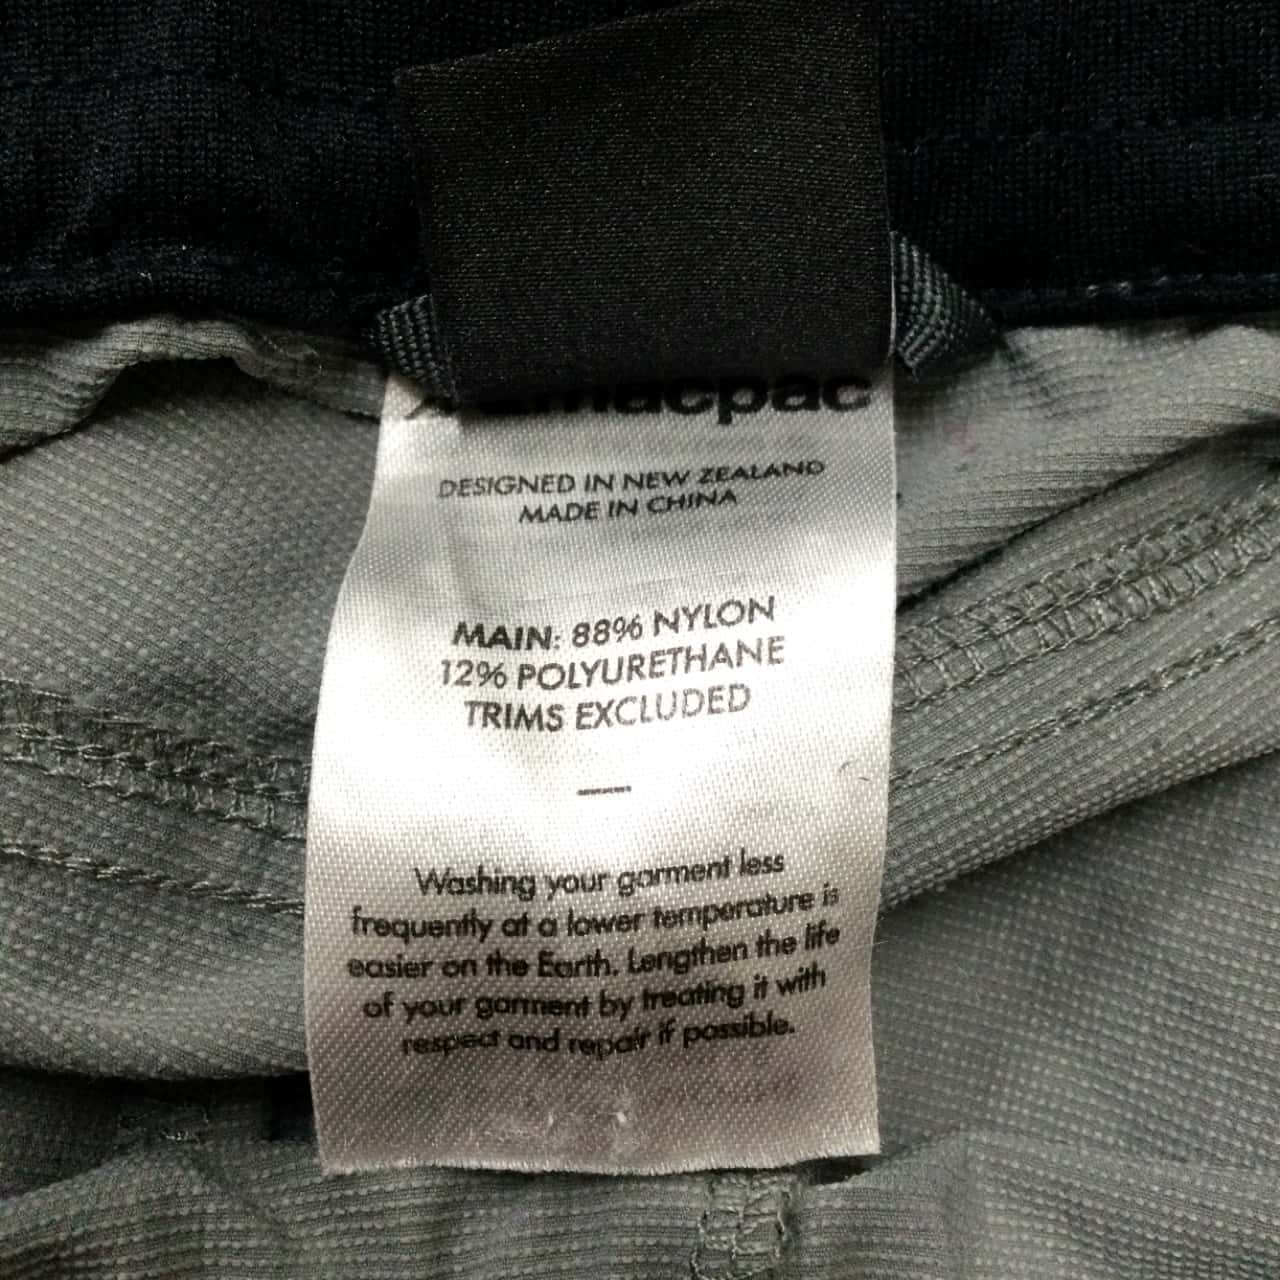 macpac
DESIGNED IN NEW ZEALAND
MADE IN CHINA
MAIN: 88% NYLON
12% POLYURETHANE
TRIMS EXCLUDED
—
Washing your garment less
frequently at a lower temperature is
easier on the Earth. Lengthen the life
of your garment by treating it with
respect and repair if possible.